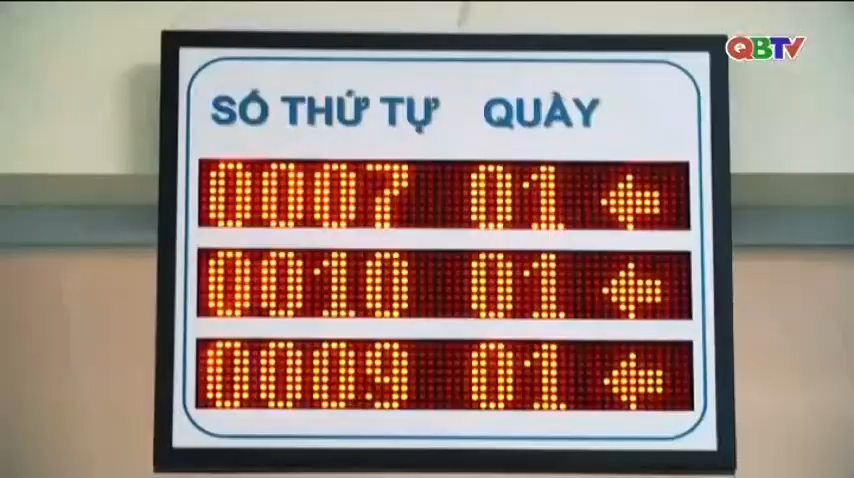 QBTV
SỐ THỨ TỰ QUẦY
0007 01 ←
0010 01 ←
0009 01 ←